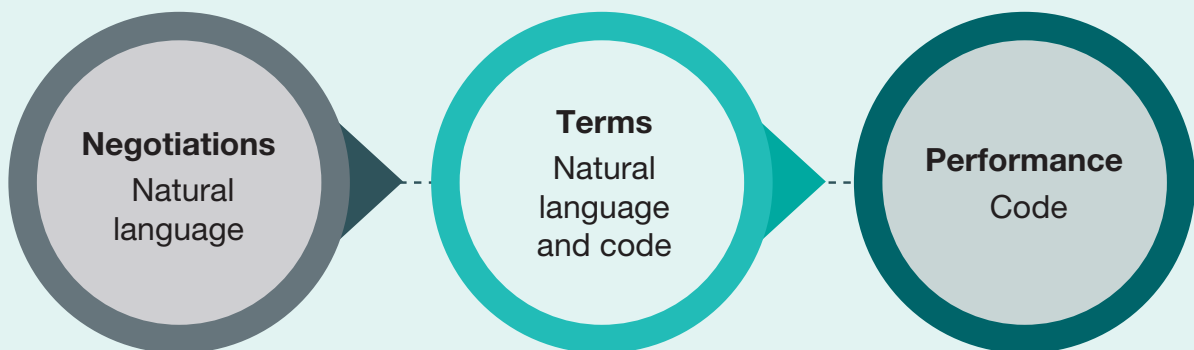 Negotiations
Natural
language
Terms
Natural
language
and code
Performance
Code